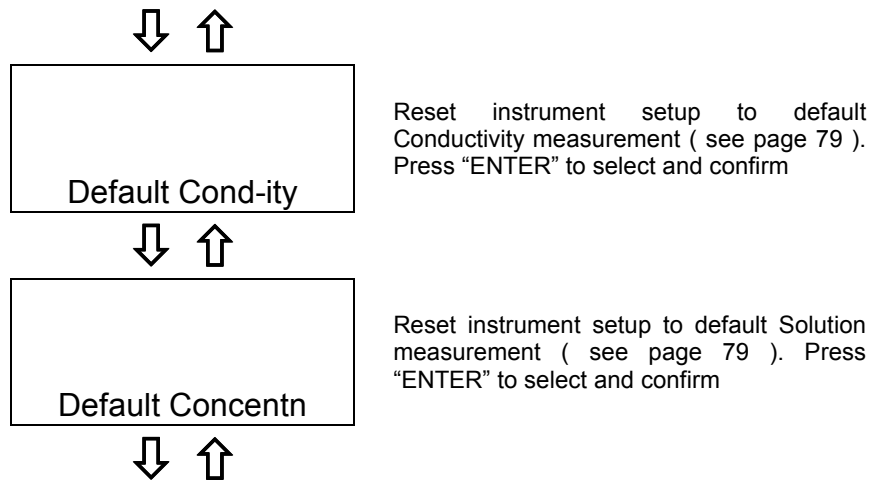 Default Cond-ity
Reset instrument setup to default
Conductivity measurement ( see page 79 ).
Press “ENTER” to select and confirm
Default Concentn
Reset instrument setup to default Solution
measurement ( see page 79 ). Press
“ENTER” to select and confirm